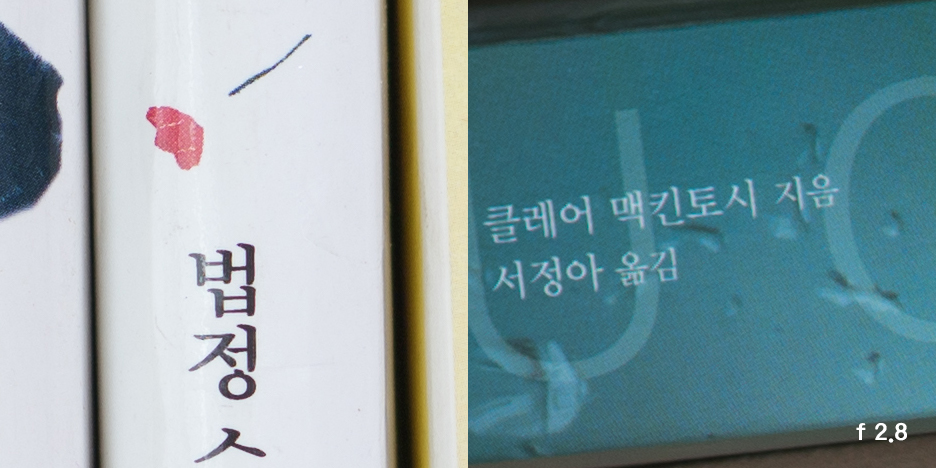 법정
클레어 맥킨토시 지음
서정아 옮김
f 2.8